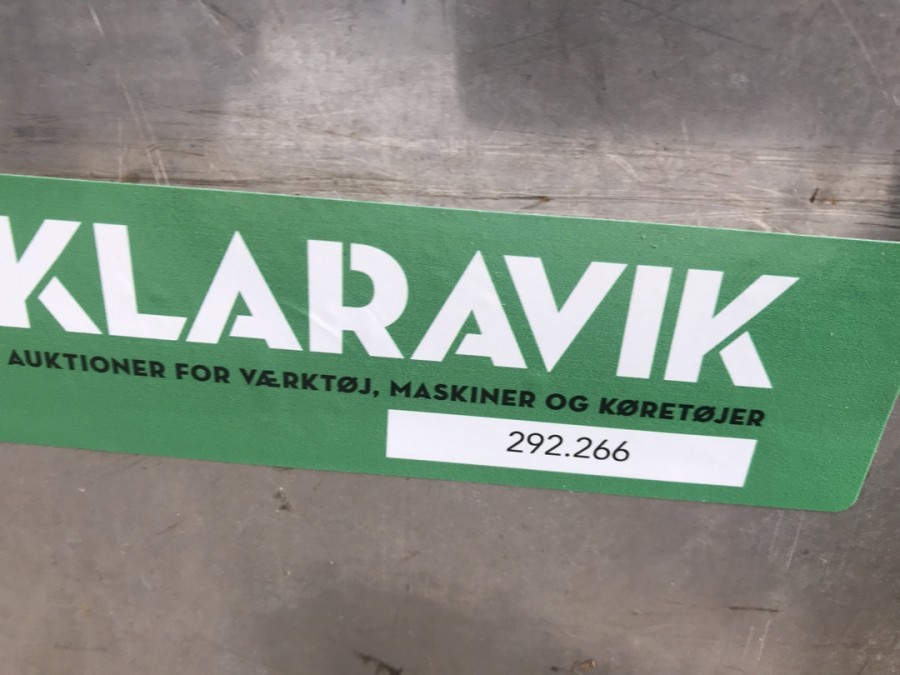 KLARAVIK
AUKTIONER FOR VÆRKTØJ, MASKINER OG KØRETØJER
292.266